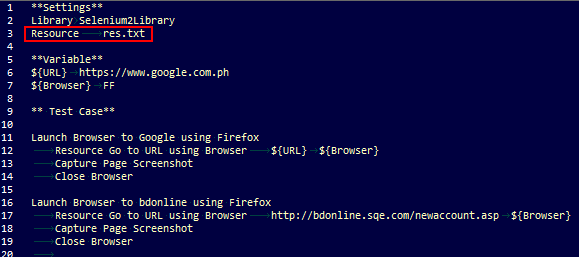 1 **Settings**
2 Library Selenium2Library
3 Resource res.txt
4
5 **Variable**
6 ${URL} https://www.google.com.ph
7 ${Browser} FF
8
9 ** Test Case**
10
11 Launch Browser to Google using Firefox
12 Resource Go to URL using Browser ${URL} ${Browser}
13 Capture Page Screenshot
14 Close Browser
15
16 Launch Browser to bdonline using Firefox
17 Resource Go to URL using Browser http://bdonline.sqe.com/newaccount.asp ${Browser}
18 Capture Page Screenshot
19 Close Browser
20